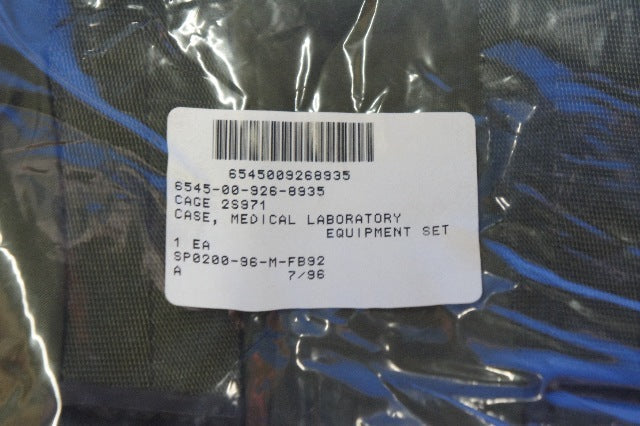 6545009268935
6545-00-926-8935
CAGE 2S971
CASE, MEDICAL LABORATORY
EQUIPMENT SET
1 EA
SP0200-96-M-FB92
A 7/96